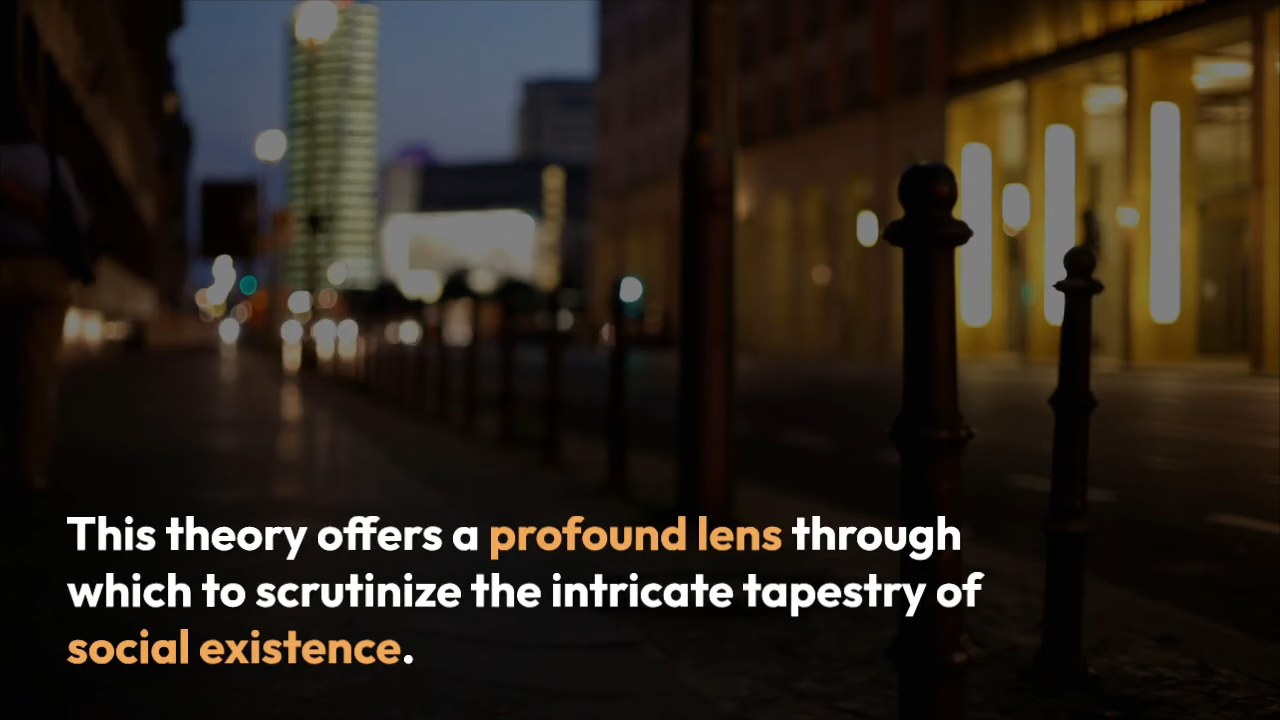 This theory offers a profound lens through
which to scrutinize the intricate tapestry of
social existence.